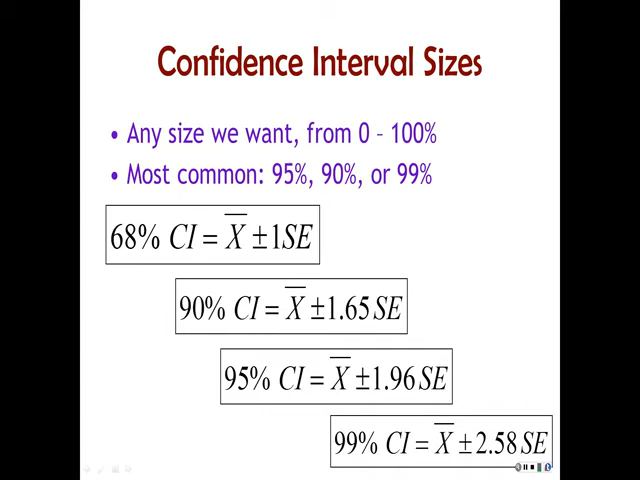 Confidence Interval Sizes
• Any size we want, from 0 – 100%
• Most common: 95%, 90%, or 99%
68% CI = X̅ ± 1SE
90% CI = X̅ ± 1.65 SE
95% CI = X̅ ± 1.96 SE
99% CI = X̅ ± 2.58 SE